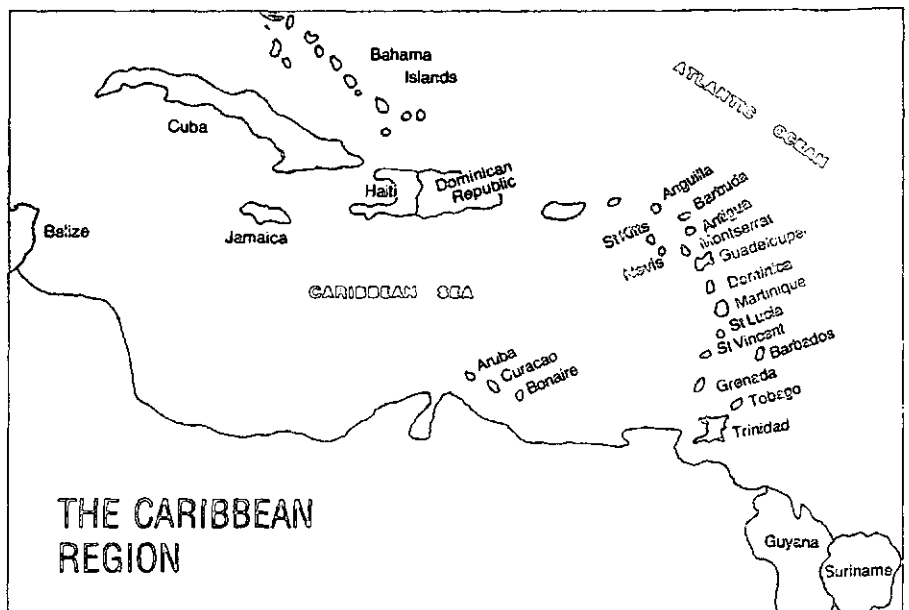 Bahama
Islands
ATLANTIC OCEAN
Cuba
Haiti
Dominican
Republic
Anguilla
Barbuda
Antigua
St Kitts
Montserrat
Belize
Jamaica
Nevis
Guadeloupe
Dominica
CARIBBEAN SEA
Martinique
St Lucia
St Vincent
Barbados
Aruba
Curacao
Bonaire
Grenada
Tobago
Trinidad
THE CARIBBEAN
REGION
Guyana
Suriname